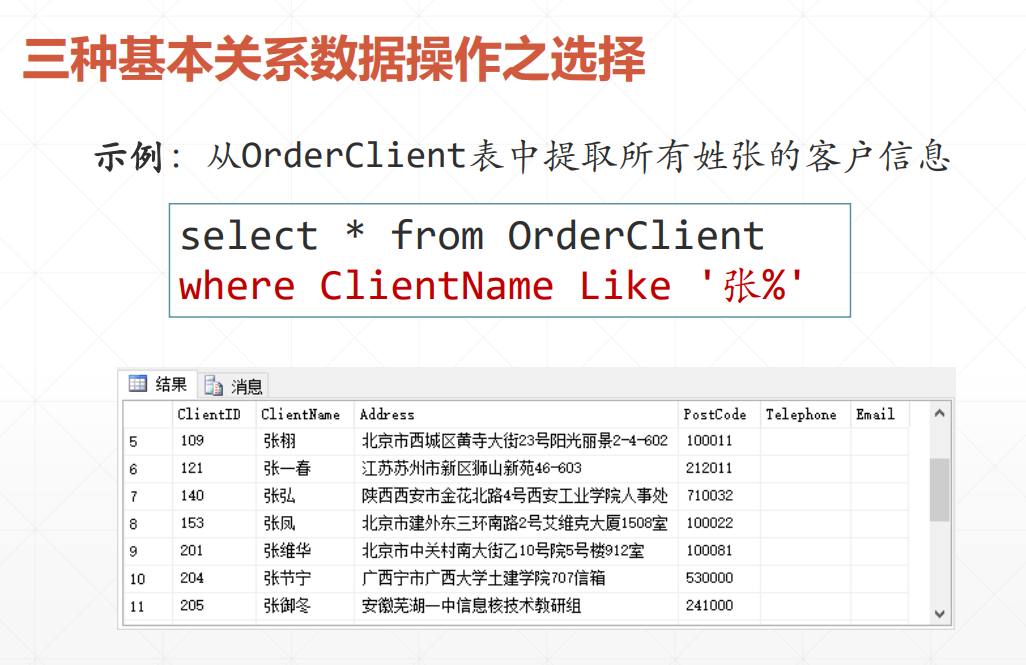 三种基本关系数据操作之选择
示例：从OrderClient表中提取所有姓张的客户信息
select * from OrderClient
where ClientName Like '张%'
结果 消息
ClientID ClientName Address PostCode Telephone Email
5 109 张栩 北京市西城区黄寺大街23号阳光丽景2-4-602 100011
6 121 张一春 江苏苏州市新区狮山新苑46-603 212011
7 140 张弘 陕西西安市金花北路4号西安工业学院人事处 710032
8 153 张凤 北京市建外东三环南路2号艾维克大厦1508室 100022
9 201 张维华 北京市中关村南大街乙10号院5号楼912室 100081
10 204 张节宁 广西宁市广西大学土建学院707信箱 530000
11 205 张御冬 安徽芜湖一中信息核技术教研组 241000